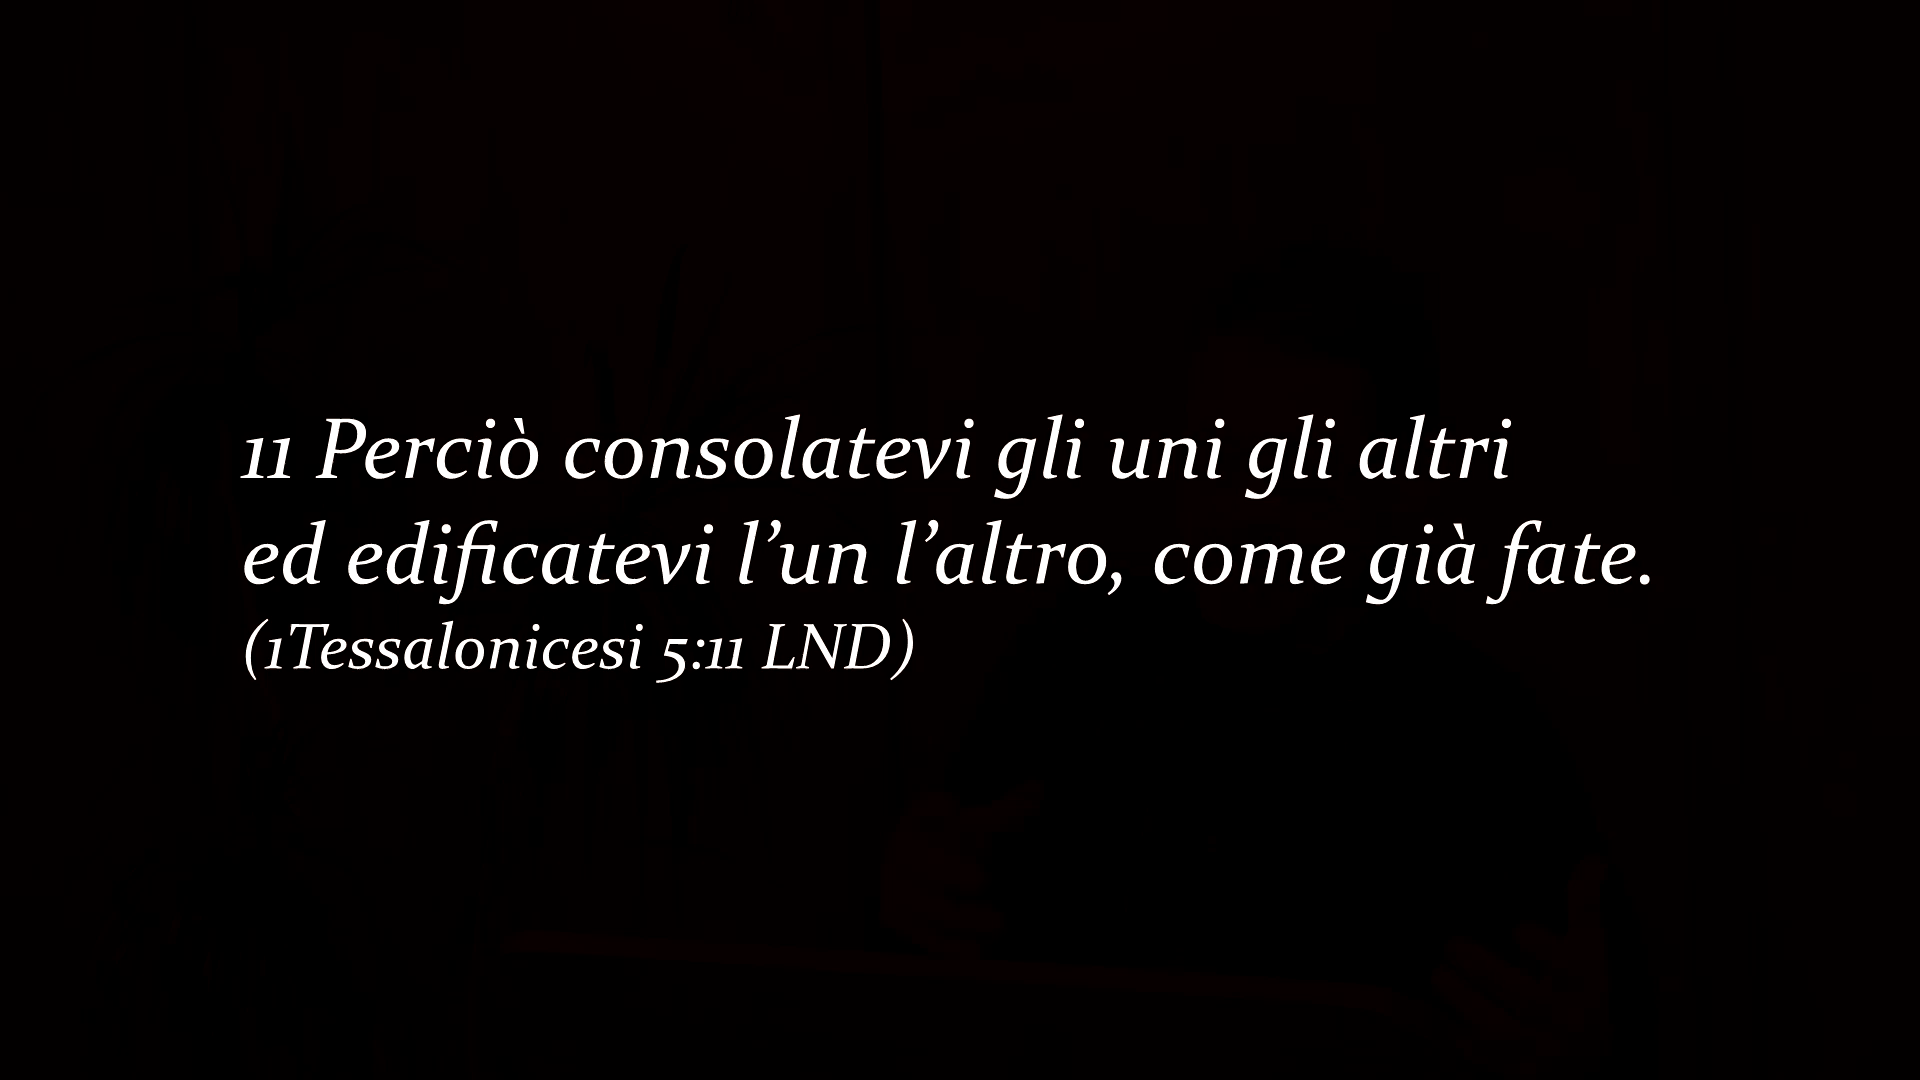 11 Perciò consolatevi gli uni gli altri
ed edificatevi l’un l’altro, come già fate.
(1Tessalonicesi 5:11 LND)